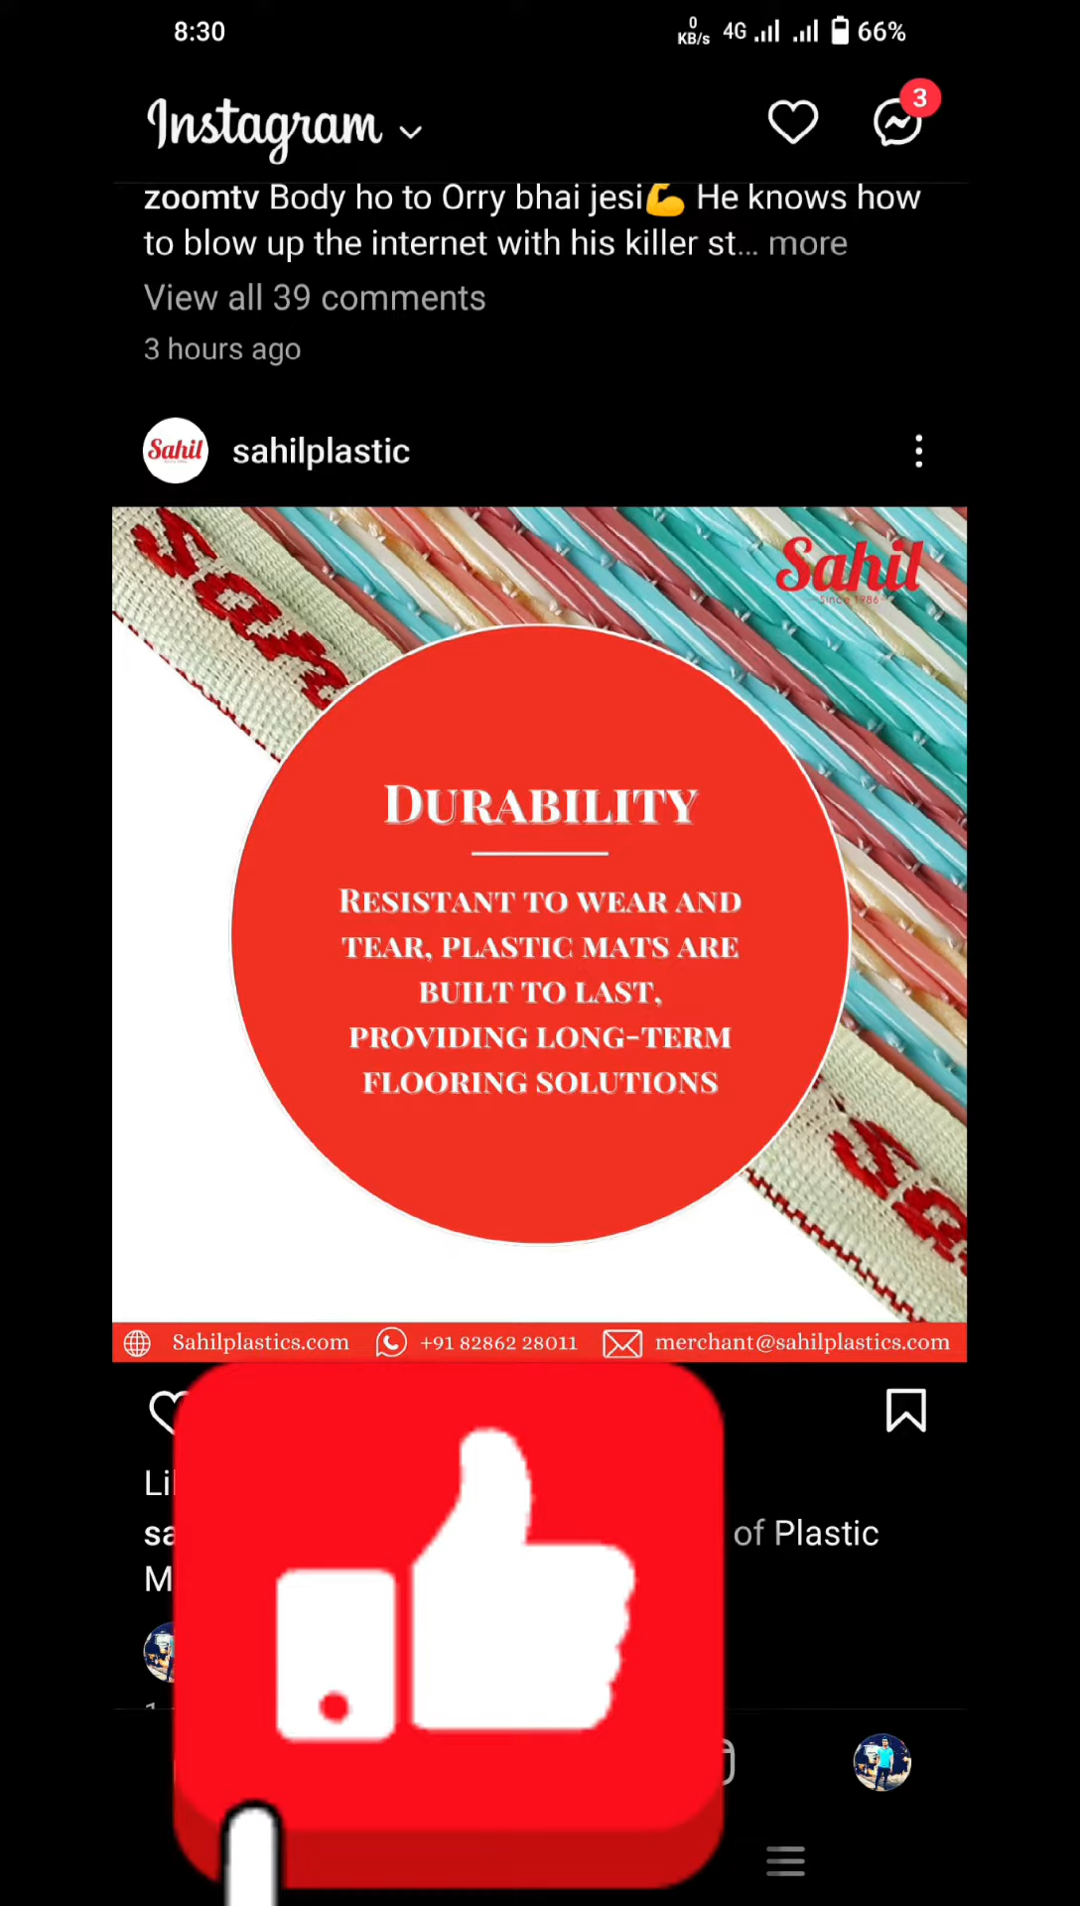 8:30
0
KB/s
4G
66%
Instagram
3
zoomtv Body ho to Orry bhai jesi💪 He knows how
to blow up the internet with his killer st... more
View all 39 comments
3 hours ago
Sahil
sahilplastic
Sahil
Since 1986
DURABILITY
RESISTANT TO WEAR AND
TEAR, PLASTIC MATS ARE
BUILT TO LAST,
PROVIDING LONG-TERM
FLOORING SOLUTIONS
Sahilplastics.com
+91 82862 28011
merchant@sahilplastics.com
of Plastic